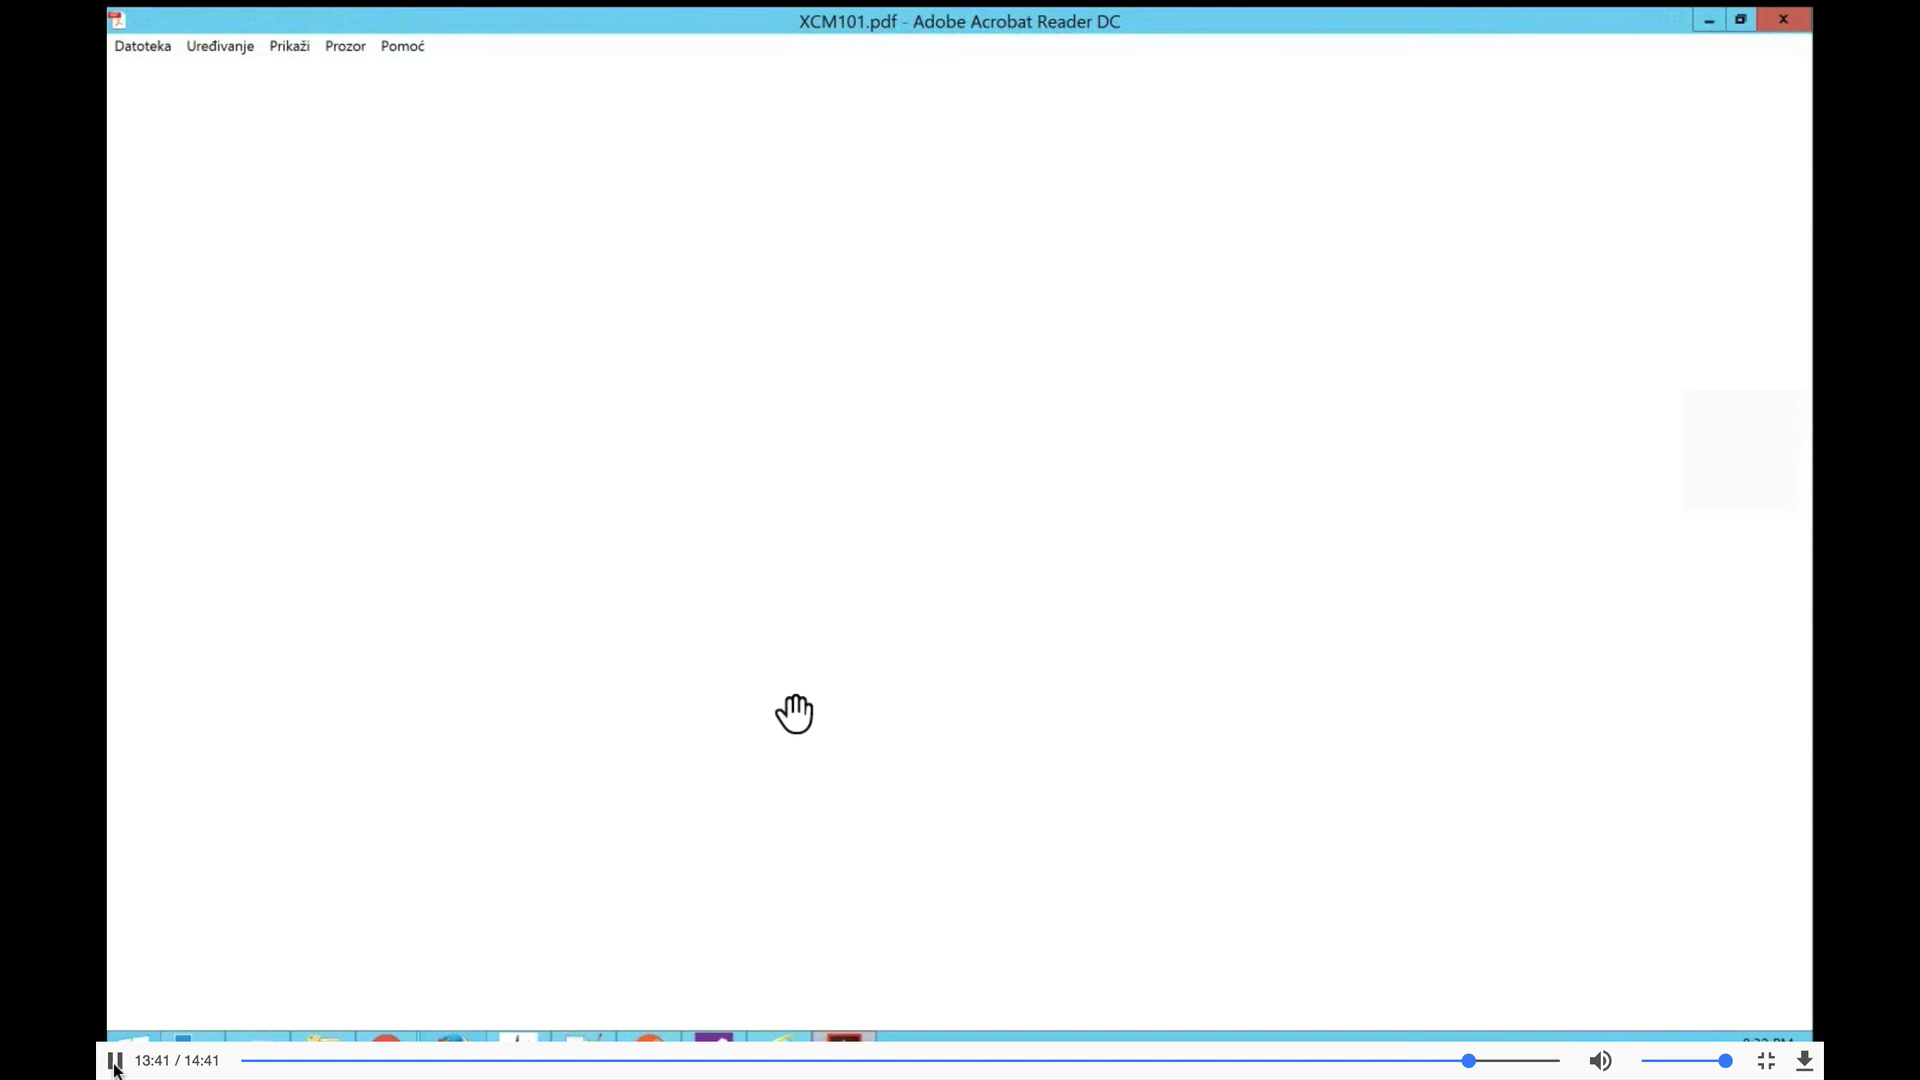 XCM101.pdf - Adobe Acrobat Reader DC
Datoteka Uređivanje Prikaži Prozor Pomoć
13:41 / 14:41